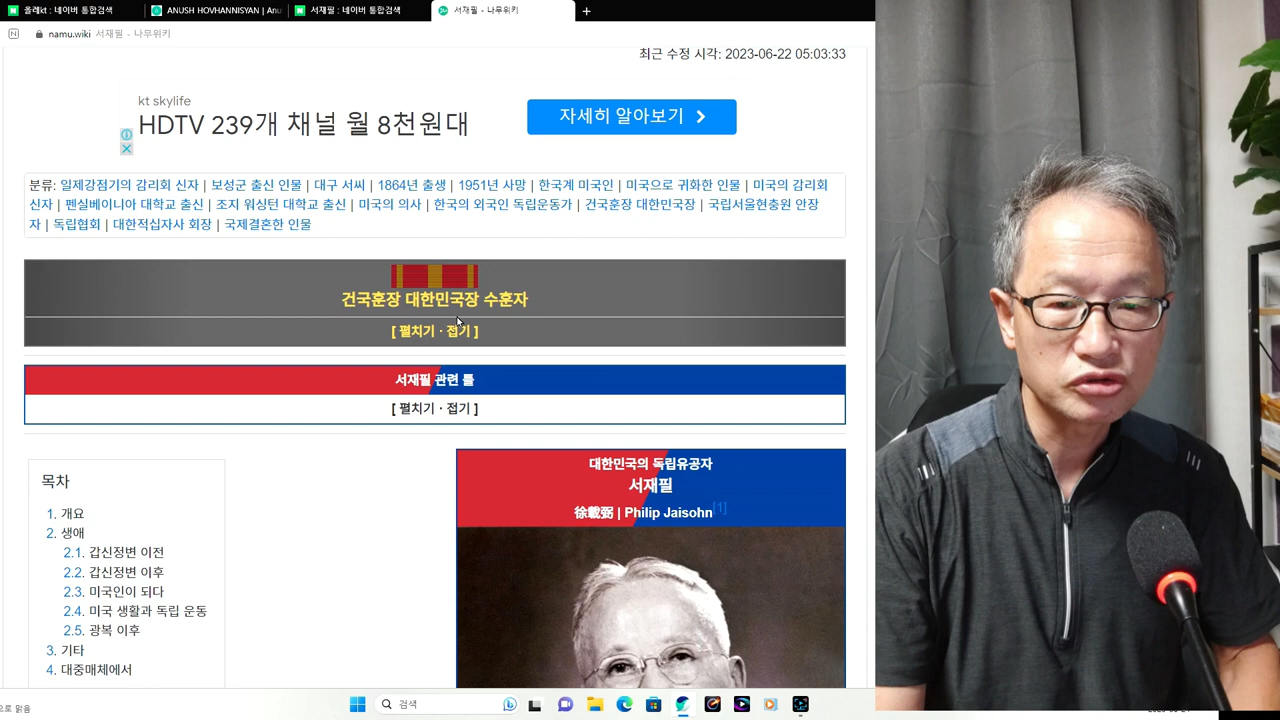 올레kt : 네이버 통합검색
ANUSH HOVHANNISYAN | Anu
서재필 : 네이버 통합검색
서재필 - 나무위키
namu.wiki 서재필 - 나무위키
최근 수정 시각: 2023-06-22 05:03:33
kt skylife
HDTV 239개 채널 월 8천원대
자세히 알아보기
분류: 일제강점기의 감리회 신자 | 보성군 출신 인물 | 대구 서씨 | 1864년 출생 | 1951년 사망 | 한국계 미국인 | 미국으로 귀화한 인물 | 미국의 감리회
신자 | 펜실베이니아 대학교 출신 | 조지 워싱턴 대학교 출신 | 미국의 의사 | 한국의 외국인 독립운동가 | 건국훈장 대한민국장 | 국립서울현충원 안장
자 | 독립협회 | 대한적십자사 회장 | 국제결혼한 인물
건국훈장 대한민국장 수훈자
[ 펼치기 · 접기 ]
서재필 관련 틀
[ 펼치기 · 접기 ]
목차
1. 개요
2. 생애
2.1. 갑신정변 이전
2.2. 갑신정변 이후
2.3. 미국인이 되다
2.4. 미국 생활과 독립 운동
2.5. 광복 이후
3. 기타
4. 대중매체에서
대한민국의 독립유공자
서재필
徐載弼 | Philip Jaisohn[1]
으로 맑음
검색